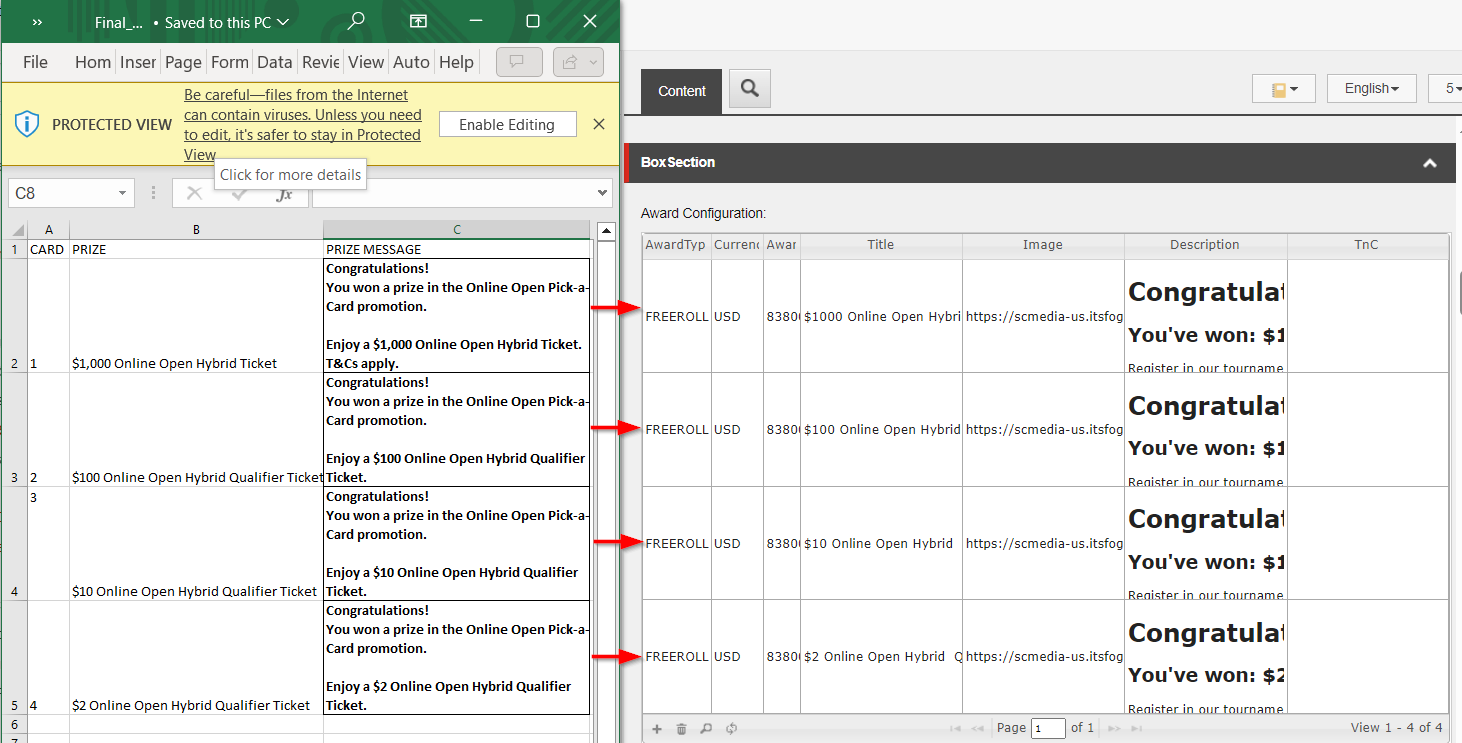 Final_... • Saved to this PC
File Hom Inser Page Form Data Revie View Auto Help
PROTECTED VIEW
Be careful—files from the Internet
can contain viruses. Unless you need
to edit, it's safer to stay in Protected
View
Enable Editing
Click for more details
C8
fx
A B C
1 CARD PRIZE PRIZE MESSAGE
Congratulations!
You won a prize in the Online Open Pick-a-
Card promotion.
Enjoy a $1,000 Online Open Hybrid Ticket.
2 1 $1,000 Online Open Hybrid Ticket T&Cs apply.
Congratulations!
You won a prize in the Online Open Pick-a-
Card promotion.
Enjoy a $100 Online Open Hybrid Qualifier
3 2 $100 Online Open Hybrid Qualifier Ticket Ticket.
3 Congratulations!
You won a prize in the Online Open Pick-a-
Card promotion.
Enjoy a $10 Online Open Hybrid Qualifier
4 $10 Online Open Hybrid Qualifier Ticket Ticket.
Congratulations!
You won a prize in the Online Open Pick-a-
Card promotion.
Enjoy a $2 Online Open Hybrid Qualifier
5 4 $2 Online Open Hybrid Qualifier Ticket Ticket.
6
7
Content
English
5
BoxSection
Award Configuration:
AwardTyp Currenc Awar Title Image Description TnC
Congratulat
FREEROLL USD 8380 $1000 Online Open Hybri https://scmedia-us.itsfog
You've won: $1
Register in our tourname
Congratulat
FREEROLL USD 8380 $100 Online Open Hybrid https://scmedia-us.itsfog
You've won: $1
Register in our tourname
Congratulat
FREEROLL USD 8380 $10 Online Open Hybrid https://scmedia-us.itsfog
You've won: $1
Register in our tourname
Congratulat
FREEROLL USD 8380 $2 Online Open Hybrid Q https://scmedia-us.itsfog
You've won: $2
Register in our tourname
Page 1 of 1
View 1 - 4 of 4